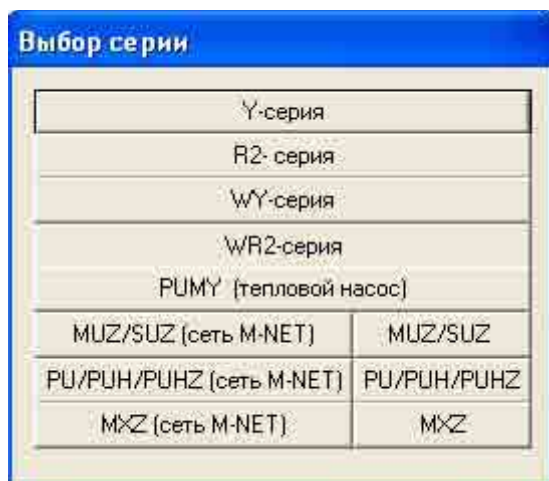 Выбор серии
Y-серия
R2- серия
WY-серия
WR2-серия
PUMY (тепловой насос)
MUZ/SUZ (сеть M-NET) MUZ/SUZ
PU/PUH/PUHZ (сеть M-NET) PU/PUH/PUHZ
MXZ (сеть M-NET) MXZ